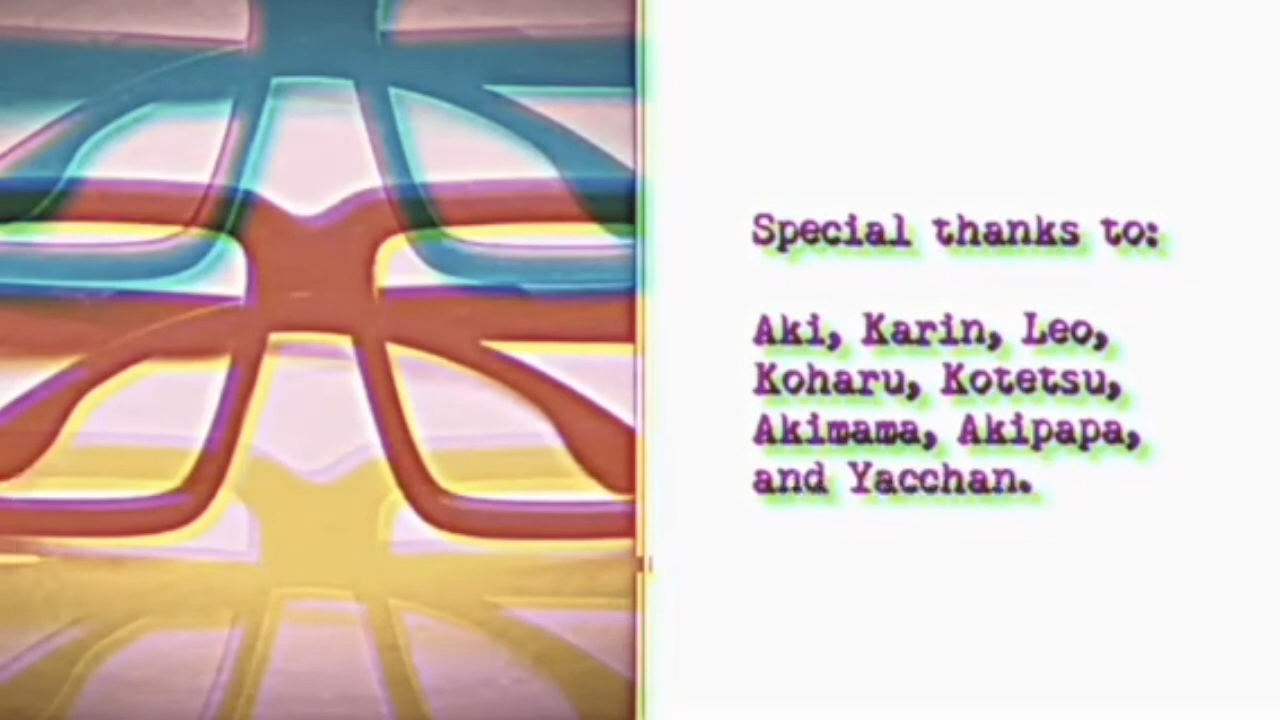 Special thanks to:
Aki, Karin, Leo,
Koharu, Kotetsu,
Akimama, Akipapa,
and Yacchan.